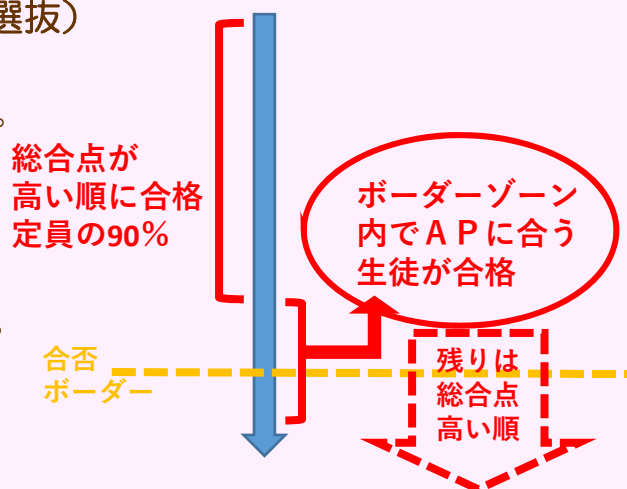 選抜）
。
総合点が
高い順に合格
定員の90％
ボーダーゾーン
内でＡＰに合う
生徒が合格
合否
ボーダー
残りは
総合点
高い順